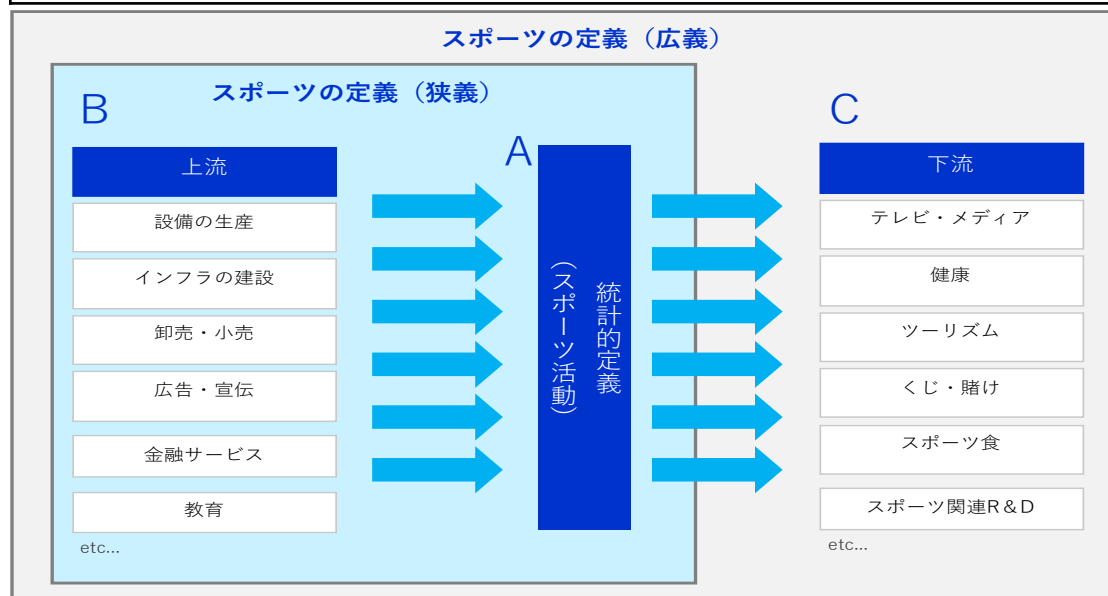 スポーツの定義（広義）
スポーツの定義（狭義）
B
上流
設備の生産
インフラの建設
卸売・小売
広告・宣伝
金融サービス
教育
etc...
A
統計的定義
（スポーツ活動）
C
下流
テレビ・メディア
健康
ツーリズム
くじ・賭け
スポーツ食
スポーツ関連R＆D
etc...